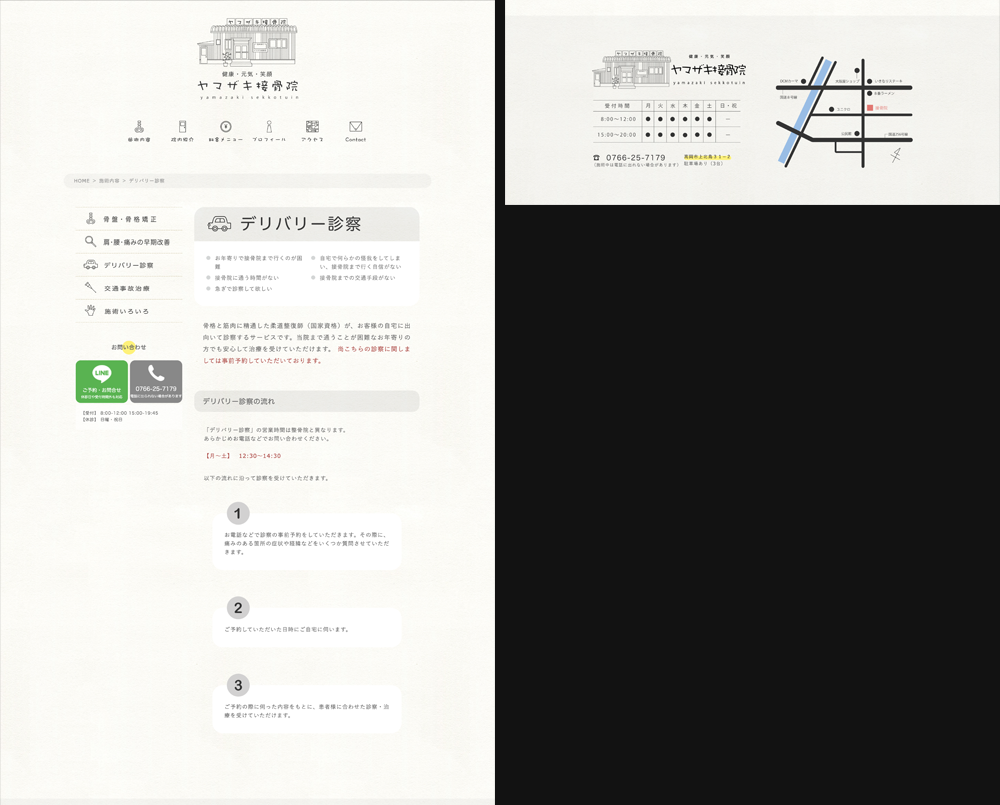 ヤマザキ接骨院
健康・元気・笑顔
ヤマザキ接骨院
yamazaki sekkotuin
施術内容 院内紹介 料金メニュー プロフィール アクセス Contact
HOME > 施術内容 > デリバリー診察
骨盤・骨格矯正
肩・腰・痛みの早期改善
デリバリー診察
交通事故治療
施術いろいろ
お問い合わせ
LINE
ご予約・お問合せ
0766-25-7179
【受付】 8:00-12:00 15:00-19:45
【休診】 日曜・祝日
デリバリー診察
お年寄りで接骨院まで行くのが困
難
接骨院に通う時間がない
急ぎで診察して欲しい
自宅で何らかの怪我をしてしま
い、接骨院まで行く自信がない
接骨院までの交通手段がない
骨格と筋肉に精通した柔道整復師（国家資格）が、お客様の自宅に出
向いて診察するサービスです。当院まで通うことが困難なお年寄りの
方でも安心して治療を受けていただけます。 当こちらの診察に関しま
しては事前予約していただいております。
デリバリー診察の流れ
「デリバリー診察」の営業時間は整骨院と異なります。
あらかじめお電話などでお問い合わせください。
【月～土】 12:30～14:30
以下の流れに沿って診察を受けていただきます。
1
お電話などで診察の事前予約をしていただきます。その際に、
痛みのある箇所の症状や経緯などをいくつか質問させていただ
きます。
2
ご予約していただいた日時にご自宅に伺います。
3
ご予約の際に伺った内容をもとに、患者様に合わせた診察・治
療を受けていただけます。
ヤマザキ接骨院
健康・元気・笑顔
ヤマザキ接骨院
yamazaki sekkotuin
受付時間 月 火 水 木 金 土 日・祝
8:00〜12:00 ● ● ● ● ● ● ―
15:00〜20:00 ● ● ● ● ● ● ―
☎ 0766-25-7179
(施術中は電話に出れない場合があります)
駐車場あり（3台）